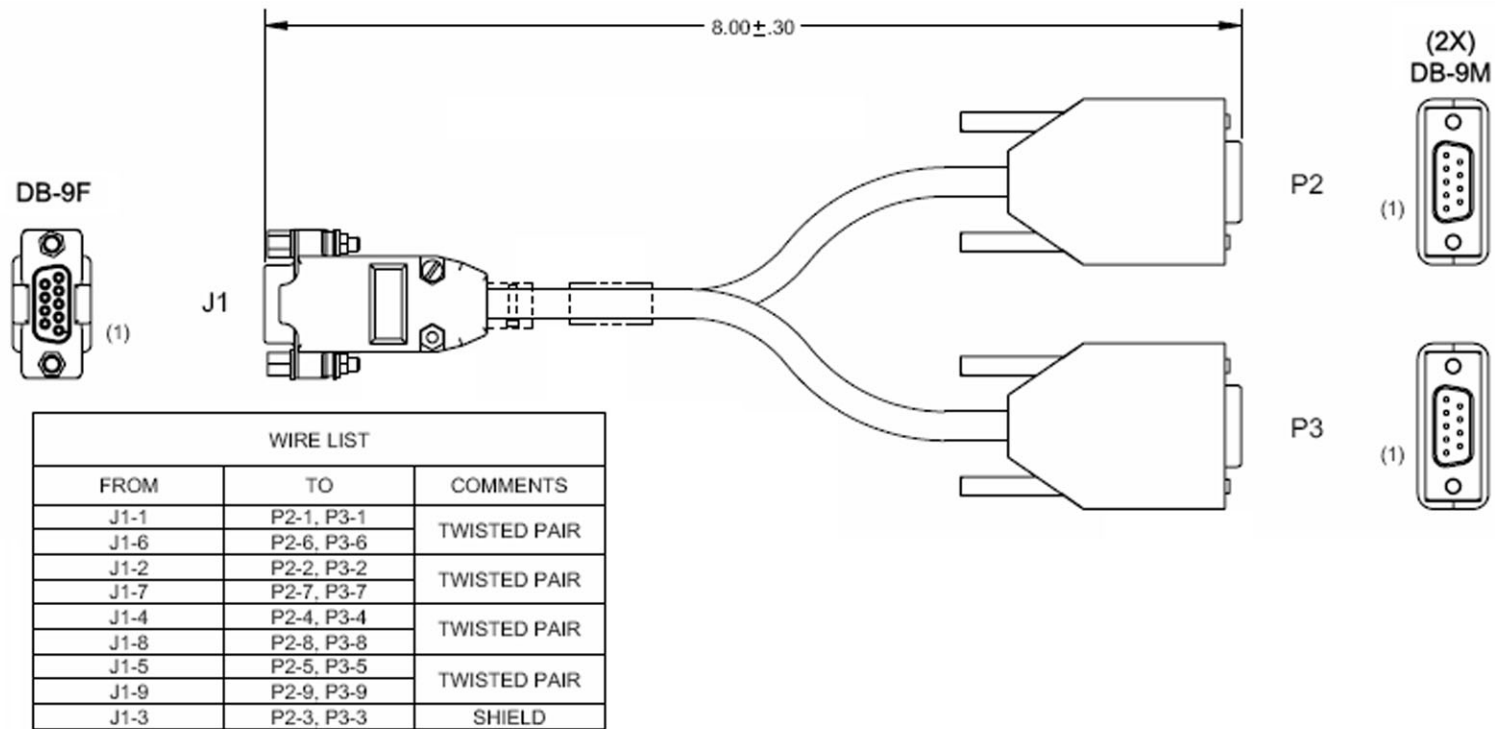 8.00±.30
(2X)
DB-9M
DB-9F
P2
(1)
J1
(1)
P3
(1)
WIRE LIST
FROM TO COMMENTS
J1-1 P2-1, P3-1 TWISTED PAIR
J1-6 P2-6, P3-6
J1-2 P2-2, P3-2 TWISTED PAIR
J1-7 P2-7, P3-7
J1-4 P2-4, P3-4 TWISTED PAIR
J1-8 P2-8, P3-8
J1-5 P2-5, P3-5 TWISTED PAIR
J1-9 P2-9, P3-9
J1-3 P2-3, P3-3 SHIELD